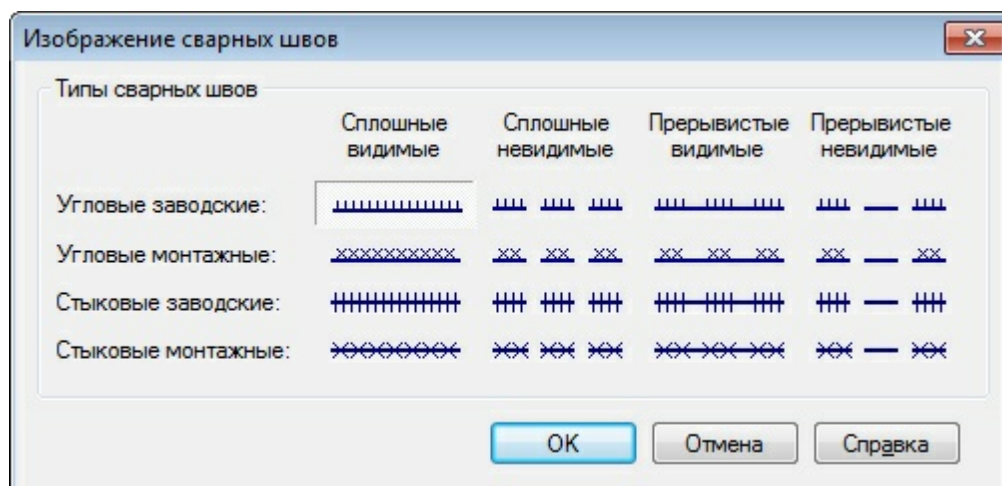 Изображение сварных швов
Типы сварных швов
Сплошные Сплошные Прерывистые Прерывистые
видимые невидимые видимые невидимые
Угловые заводские:
Угловые монтажные:
Стыковые заводские:
Стыковые монтажные:
OK Отмена Справка